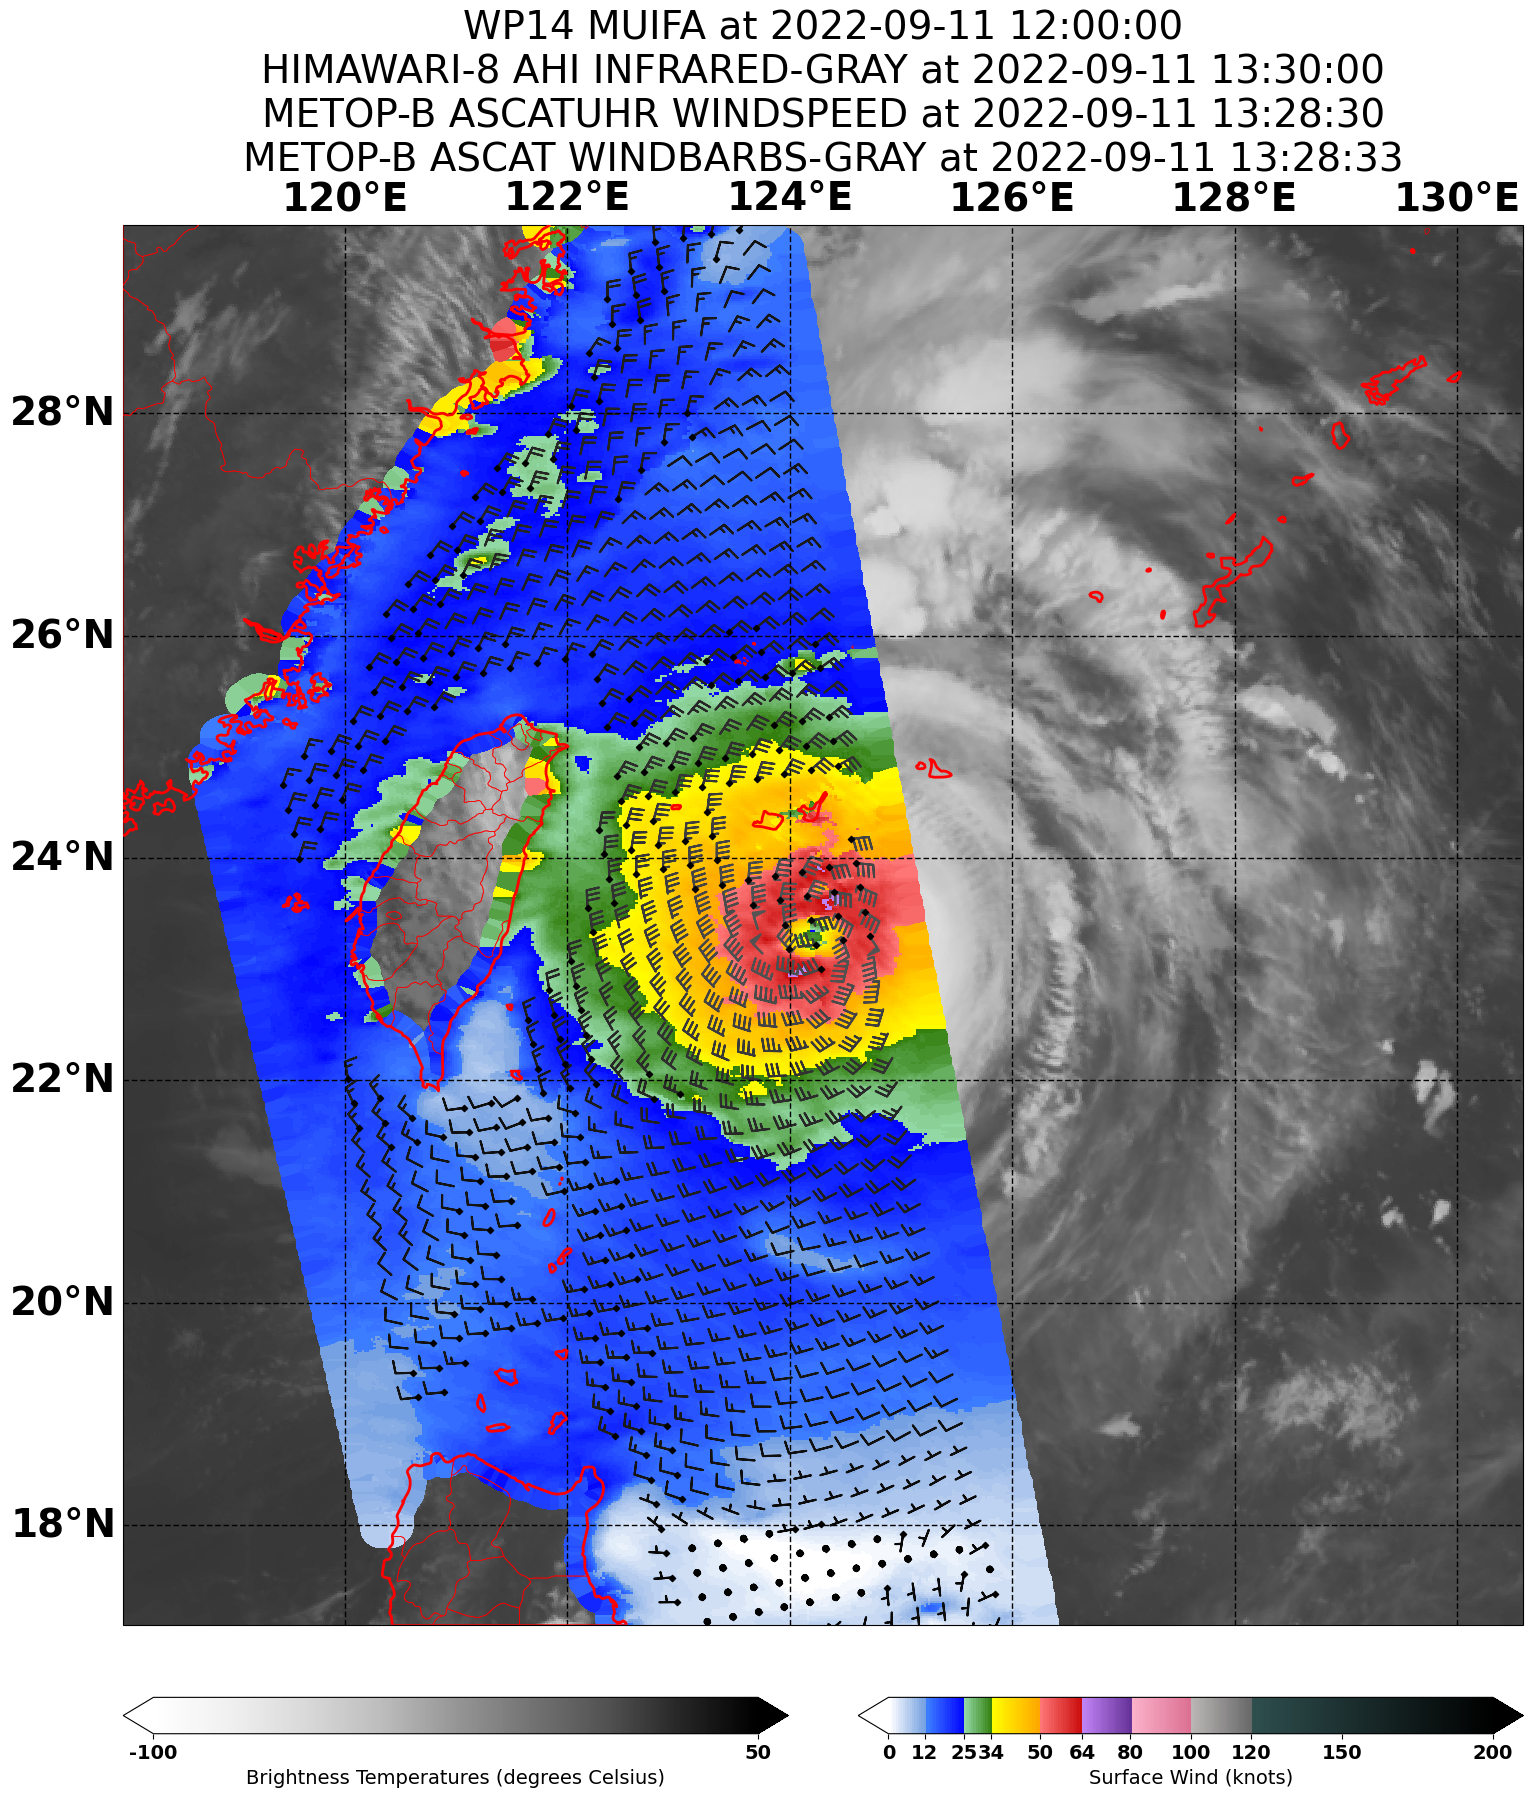 WP14 MUIFA at 2022-09-11 12:00:00
HIMAWARI-8 AHI INFRARED-GRAY at 2022-09-11 13:30:00
METOP-B ASCATUHR WINDSPEED at 2022-09-11 13:28:30
METOP-B ASCAT WINDBARBS-GRAY at 2022-09-11 13:28:33
120°E 122°E 124°E 126°E 128°E 130°E
28°N
26°N
24°N
22°N
20°N
18°N
-100 50
Brightness Temperatures (degrees Celsius)
0 12 25 34 50 64 80 100 120 150 200
Surface Wind (knots)